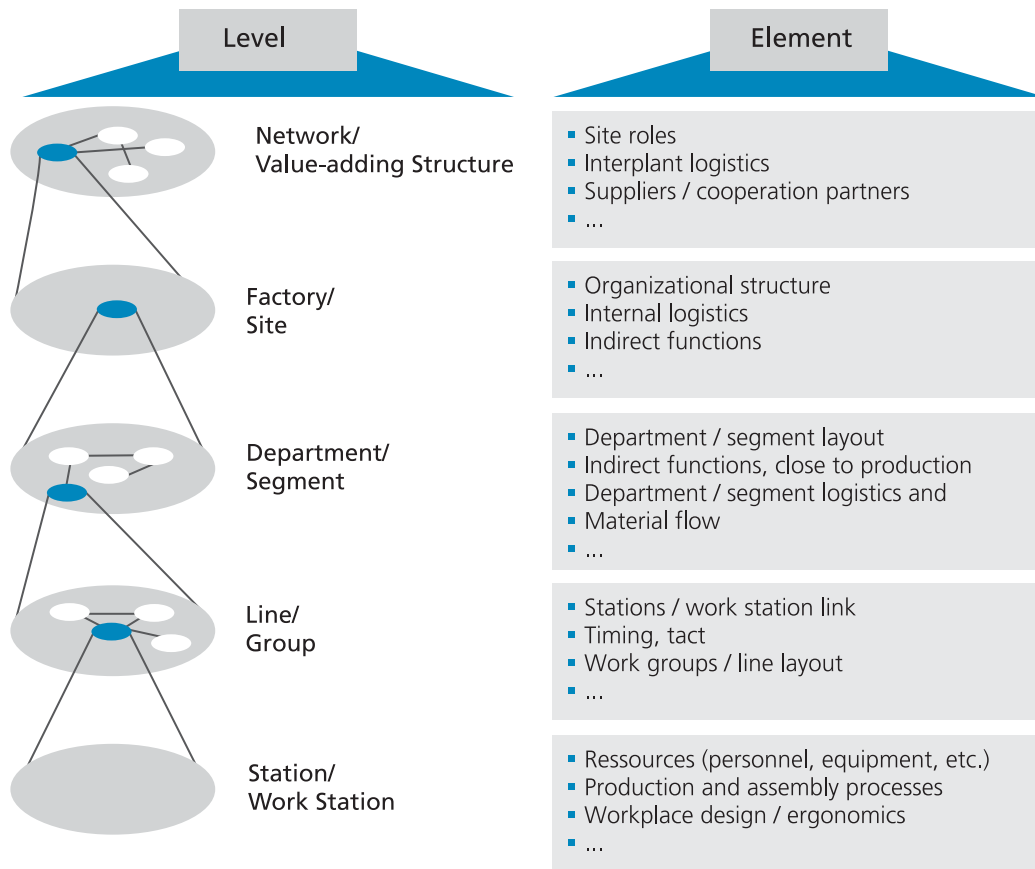 Level
Element
Network/
Value-adding Structure
▪ Site roles
▪ Interplant logistics
▪ Suppliers / cooperation partners
▪ ...
Factory/
Site
▪ Organizational structure
▪ Internal logistics
▪ Indirect functions
▪ ...
Department/
Segment
▪ Department / segment layout
▪ Indirect functions, close to production
▪ Department / segment logistics and
▪ Material flow
▪ ...
Line/
Group
▪ Stations / work station link
▪ Timing, tact
▪ Work groups / line layout
▪ ...
Station/
Work Station
▪ Ressources (personnel, equipment, etc.)
▪ Production and assembly processes
▪ Workplace design / ergonomics
▪ ...